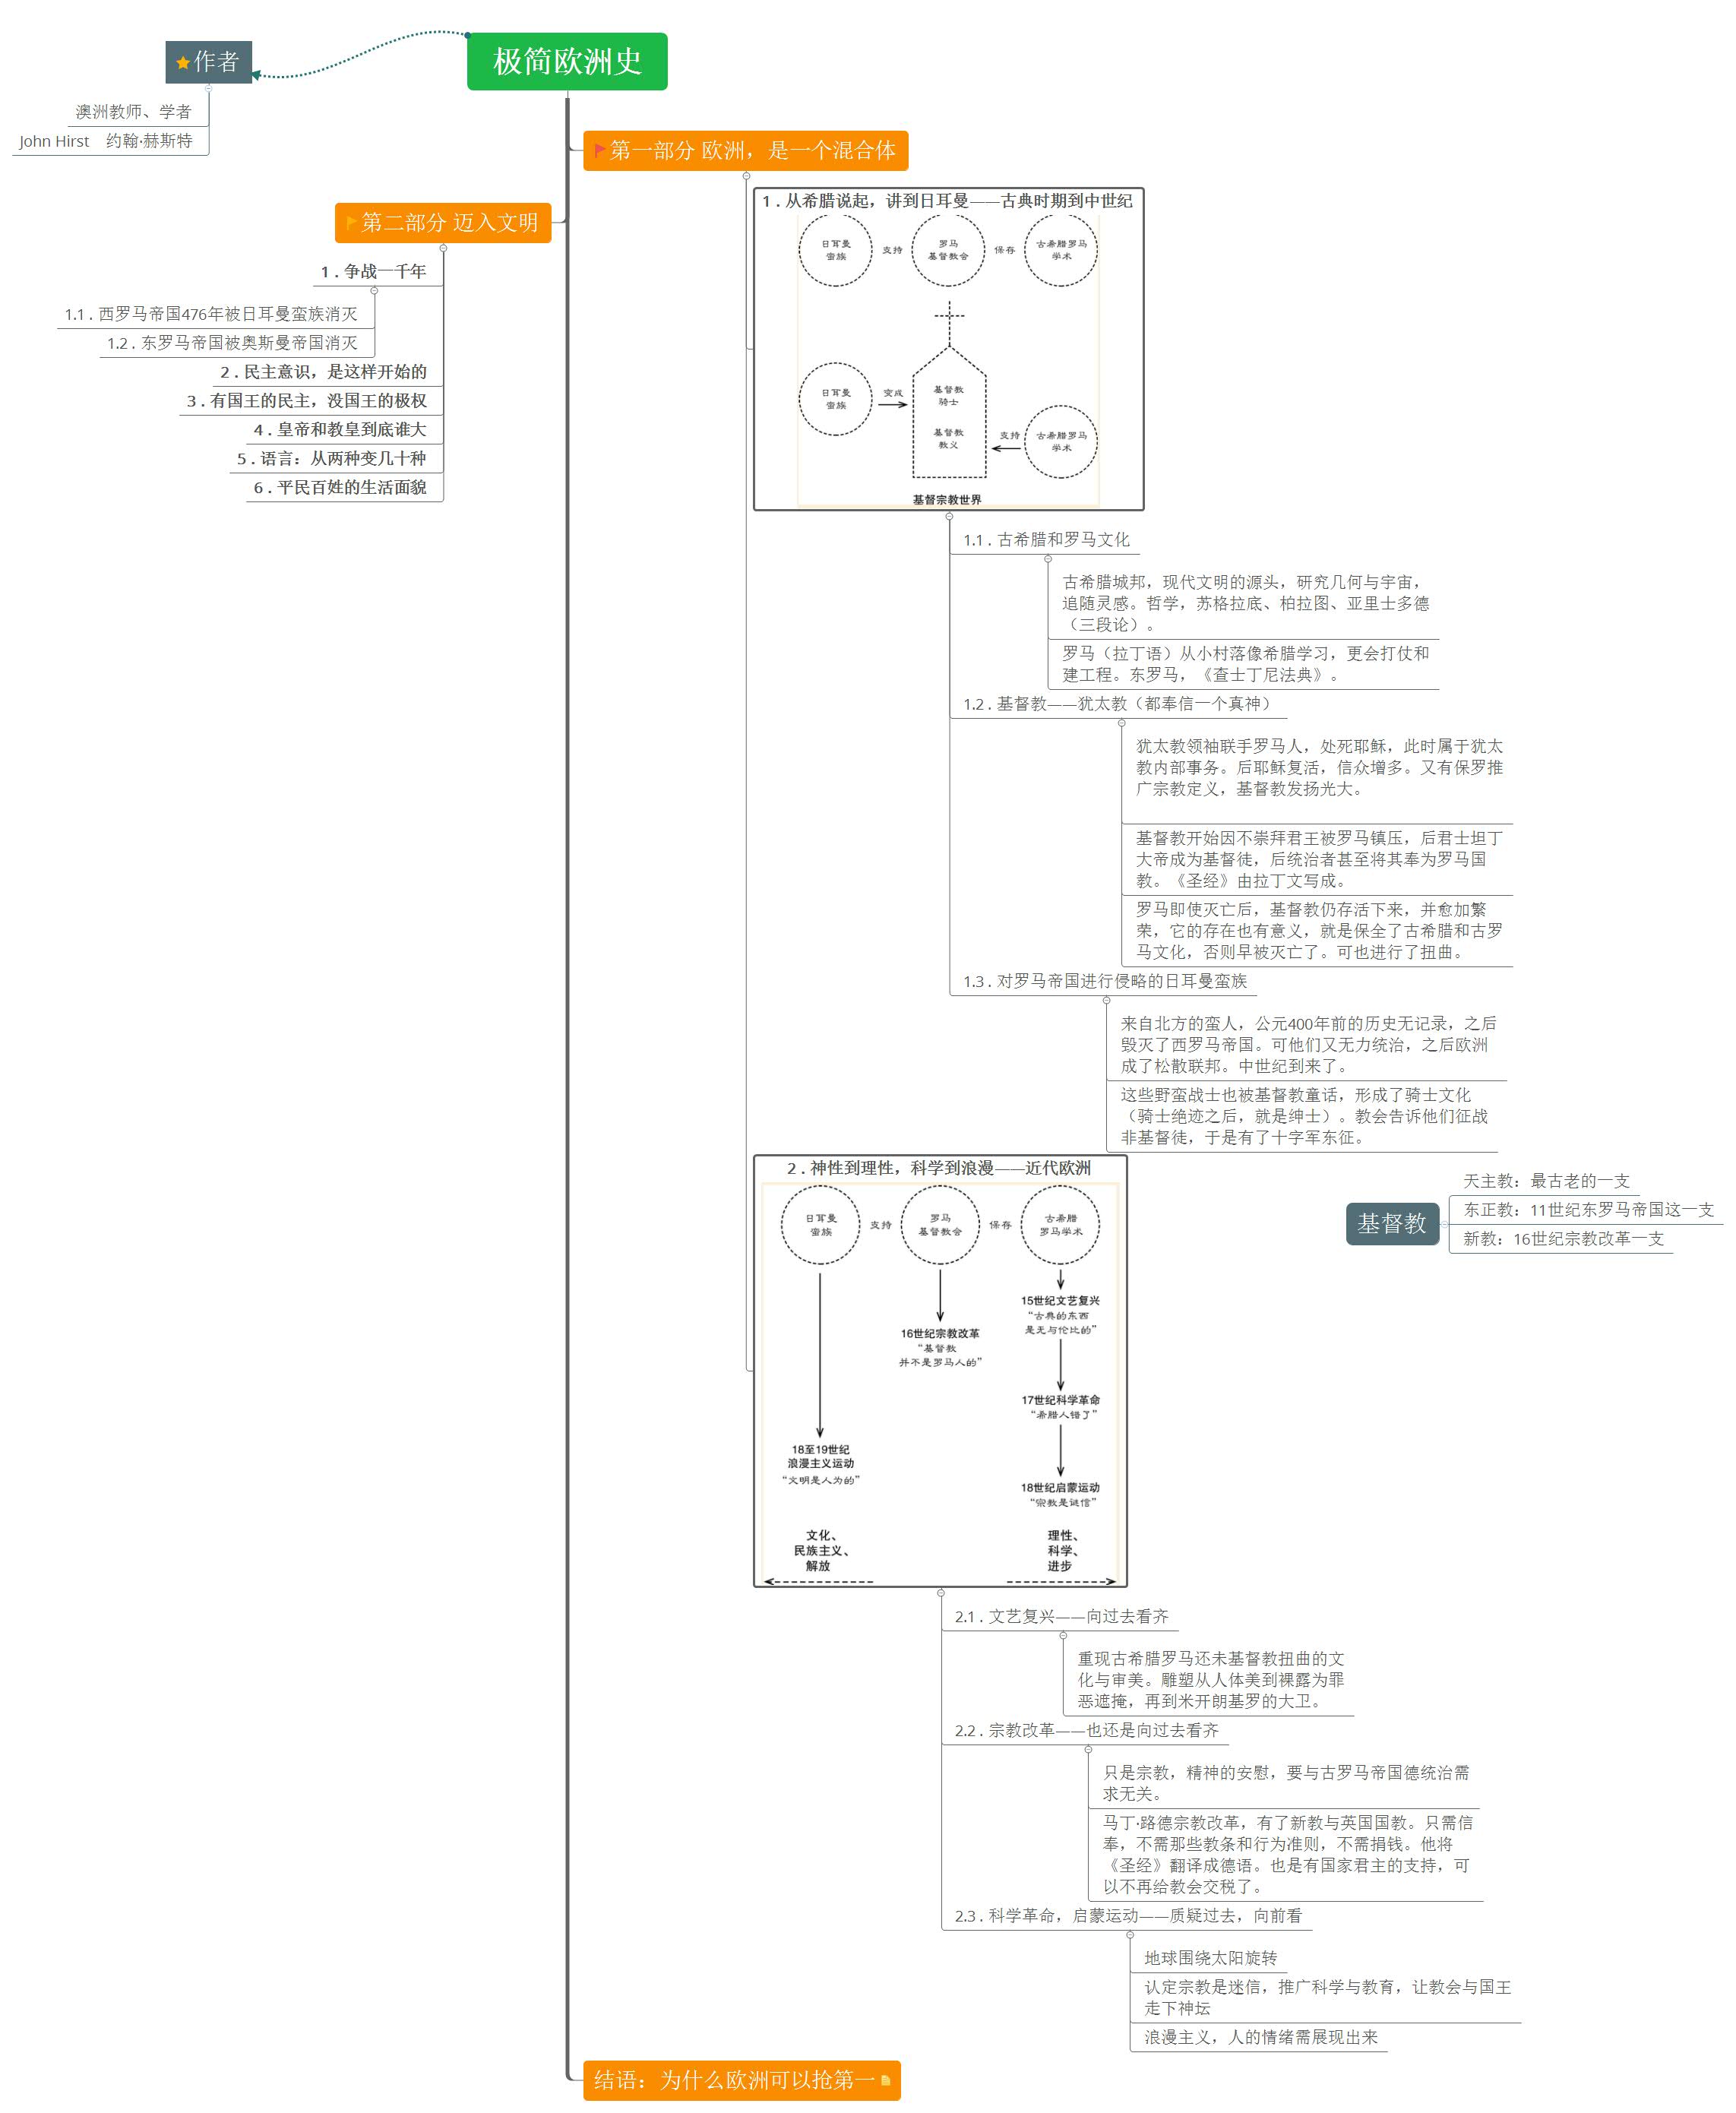 极简欧洲史
作者
澳洲教师、学者
John Hirst 约翰·赫斯特
第一部分 欧洲，是一个混合体
1 . 从希腊说起，讲到日耳曼——古典时期到中世纪
日耳曼
蛮族
支持
罗马
基督教会
保存
古希腊罗马
学术
日耳曼
蛮族
变成
基督教
骑士
基督教
教义
支持
古希腊罗马
学术
基督宗教世界
1.1 . 古希腊和罗马文化
古希腊城邦，现代文明的源头，研究几何与宇宙，
追随灵感。哲学，苏格拉底、柏拉图、亚里士多德
（三段论）。
罗马（拉丁语）从小村落像希腊学习，更会打仗和
建工程。东罗马，《查士丁尼法典》。
1.2 . 基督教——犹太教（都奉信一个真神）
犹太教领袖联手罗马人，处死耶稣，此时属于犹太
教内部事务。后耶稣复活，信众增多。又有保罗推
广宗教定义，基督教发扬光大。
基督教开始因不崇拜君王被罗马镇压，后君士坦丁
大帝成为基督徒，后统治者甚至将其奉为罗马国
教。《圣经》由拉丁文写成。
罗马即使灭亡后，基督教仍存活下来，并愈加繁
荣，它的存在也有意义，就是保全了古希腊和古罗
马文化，否则早被灭亡了。可也进行了扭曲。
1.3 . 对罗马帝国进行侵略的日耳曼蛮族
来自北方的蛮人，公元400年前的历史无记录，之后
毁灭了西罗马帝国。可他们又无力统治，之后欧洲
成了松散联邦。中世纪到来了。
这些野蛮战士也被基督教童话，形成了骑士文化
（骑士绝迹之后，就是绅士）。教会告诉他们征战
非基督徒，于是有了十字军东征。
2 . 神性到理性，科学到浪漫——近代欧洲
日耳曼
蛮族
支持
罗马
基督教会
保存
古希腊
罗马学术
15世纪文艺复兴
“古典的东西
是无与伦比的”
16世纪宗教改革
“基督教
并不是罗马人的”
17世纪科学革命
“希腊人错了”
18至19世纪
浪漫主义运动
“文明是人为的”
18世纪启蒙运动
“宗教是谜信”
文化、
民族主义、
解放
理性、
科学、
进步
2.1 . 文艺复兴——向过去看齐
重现古希腊罗马还未基督教扭曲的文
化与审美。雕塑从人体美到裸露为罪
恶遮掩，再到米开朗基罗的大卫。
2.2 . 宗教改革——也还是向过去看齐
只是宗教，精神的安慰，要与古罗马帝国德统治需
求无关。
马丁·路德宗教改革，有了新教与英国国教。只需信
奉，不需那些教条和行为准则，不需捐钱。他将
《圣经》翻译成德语。也是有国家君主的支持，可
以不再给教会交税了。
2.3 . 科学革命，启蒙运动——质疑过去，向前看
地球围绕太阳旋转
认定宗教是迷信，推广科学与教育，让教会与国王
走下神坛
浪漫主义，人的情绪需展现出来
第二部分 迈入文明
1 . 争战一千年
1.1 . 西罗马帝国476年被日耳曼蛮族消灭
1.2 . 东罗马帝国被奥斯曼帝国消灭
2 . 民主意识，是这样开始的
3 . 有国王的民主，没国王的极权
4 . 皇帝和教皇到底谁大
5 . 语言：从两种变几十种
6 . 平民百姓的生活面貌
结语：为什么欧洲可以抢第一
基督教
天主教：最古老的一支
东正教：11世纪东罗马帝国这一支
新教：16世纪宗教改革一支